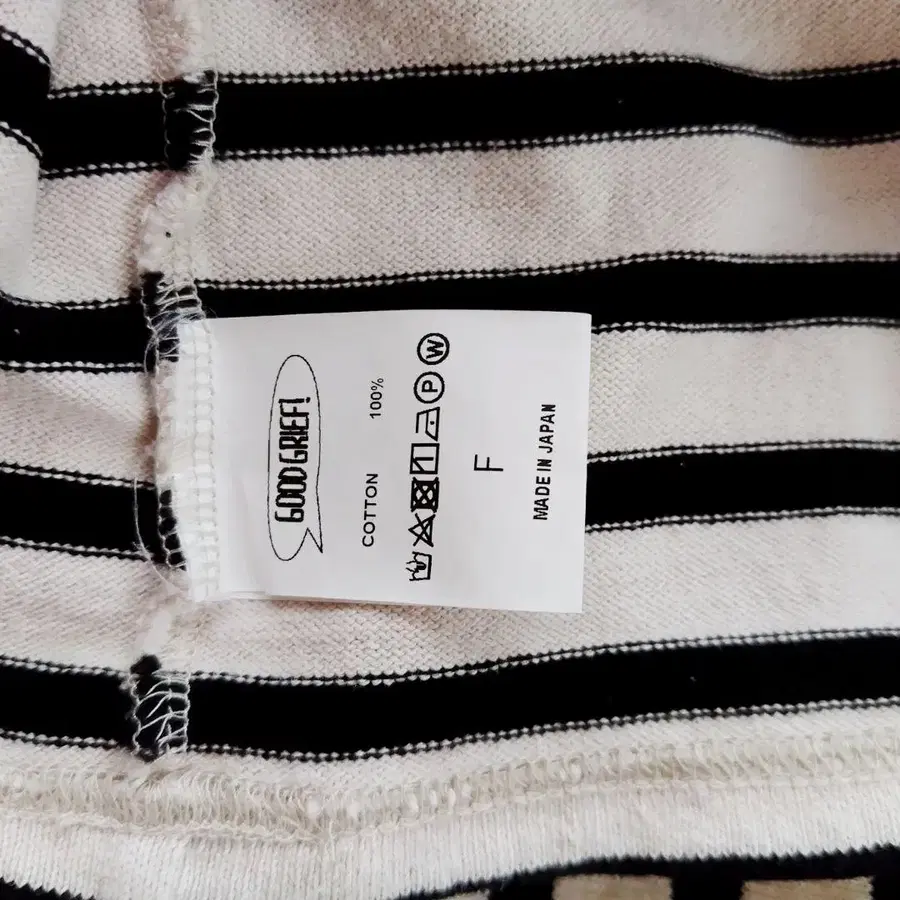 GOOD GRIEF!
COTTON 100%
P W
F
MADE IN JAPAN